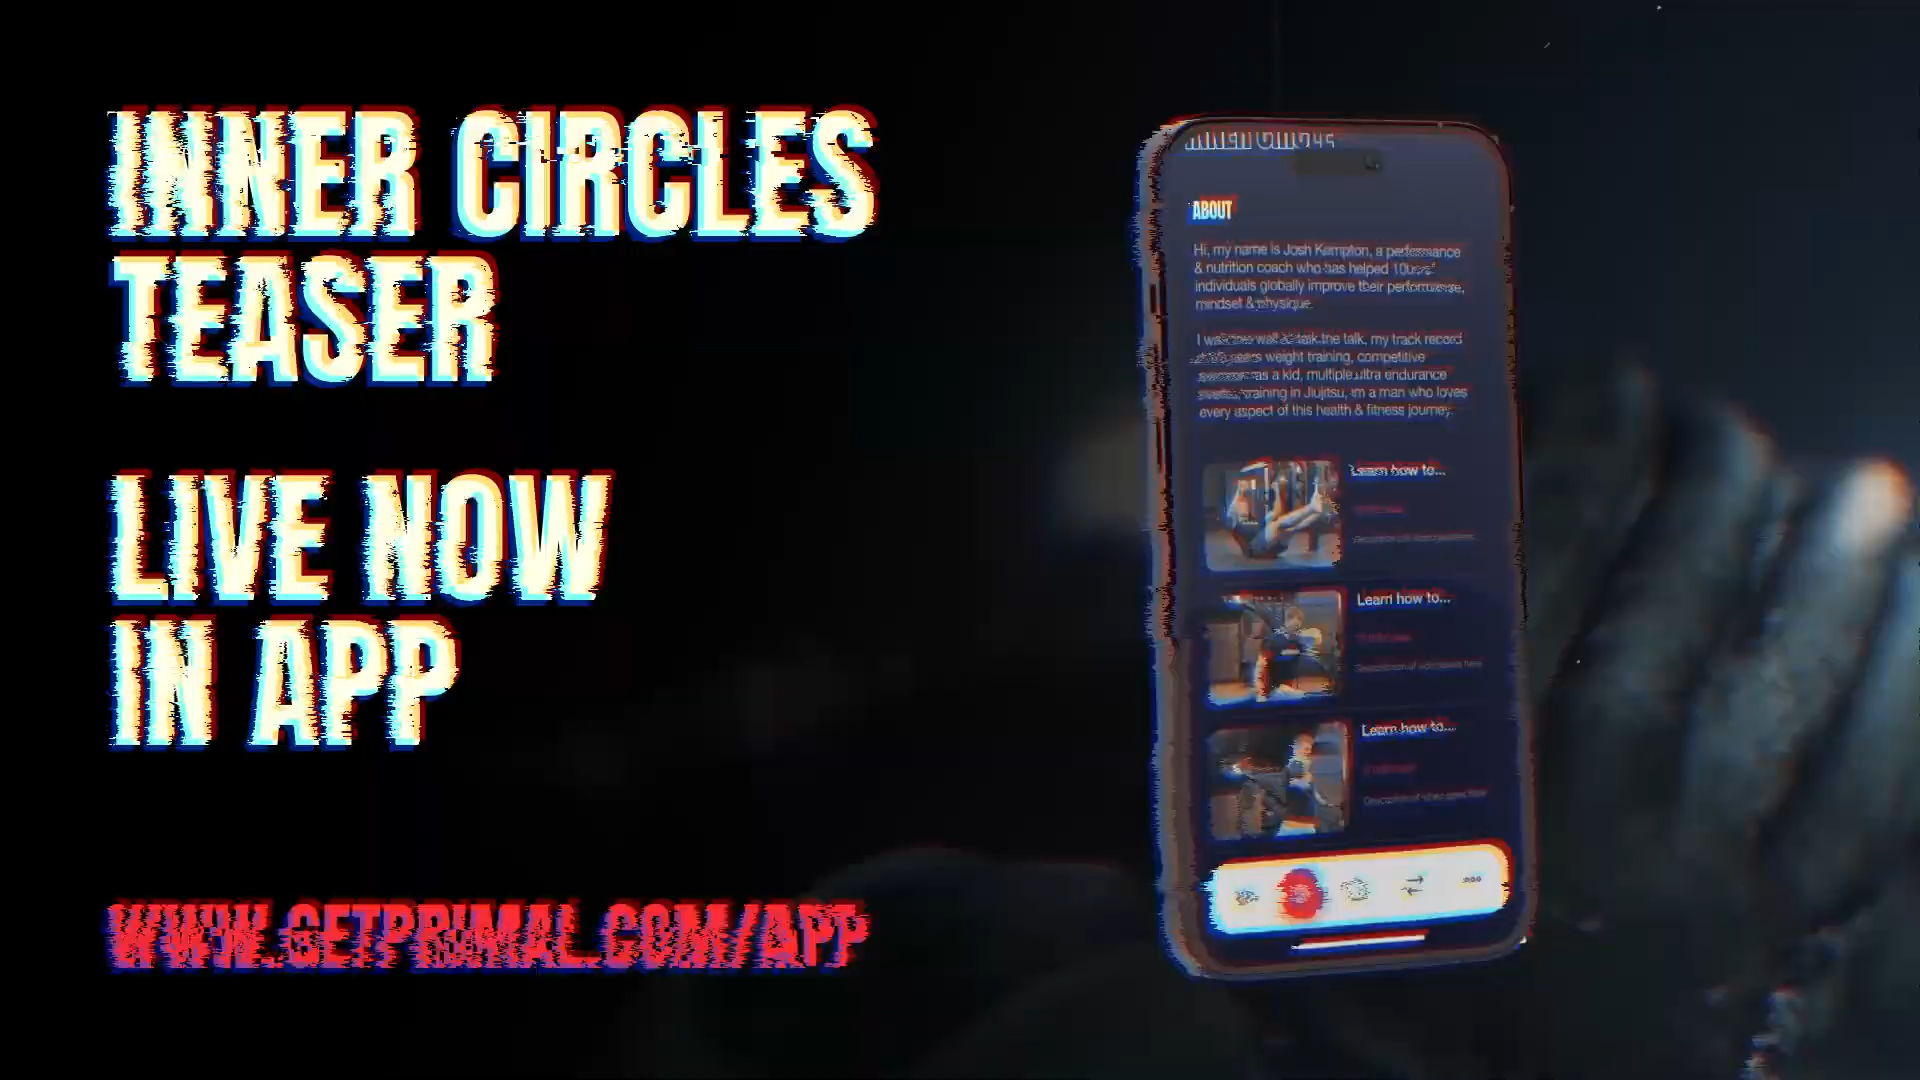 INNER CIRCLES
TEASER
LIVE NOW
IN APP
WWW.GETPRIMAL.COM/APP
ABOUT
Hi, my name is Josh Kempton, a performance
& nutrition coach who has helped
individuals globally improve their performance,
mindset & physique.
I walk the talk, my track record
years weight training, competitive
as a kid, multiple ultra endurance
training in Jiujitsu, im a man who loves
every aspect of this health & fitness journey.
Learn how to...
Learn how to...
Learn how to...